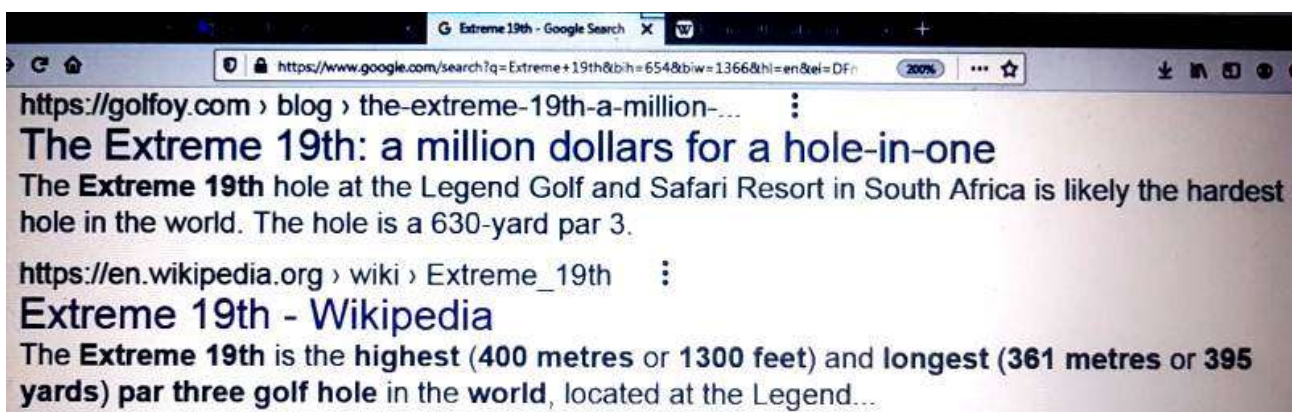 G Extreme 19th - Google Search X W +
https://www.google.com/search?q=Extreme+19th&bih=654&biw=1366&hl=en&ei=DF 200%
https://golfoy.com › blog › the-extreme-19th-a-million-...
The Extreme 19th: a million dollars for a hole-in-one
The Extreme 19th hole at the Legend Golf and Safari Resort in South Africa is likely the hardest
hole in the world. The hole is a 630-yard par 3.
https://en.wikipedia.org › wiki › Extreme_19th
Extreme 19th - Wikipedia
The Extreme 19th is the highest (400 metres or 1300 feet) and longest (361 metres or 395
yards) par three golf hole in the world, located at the Legend...